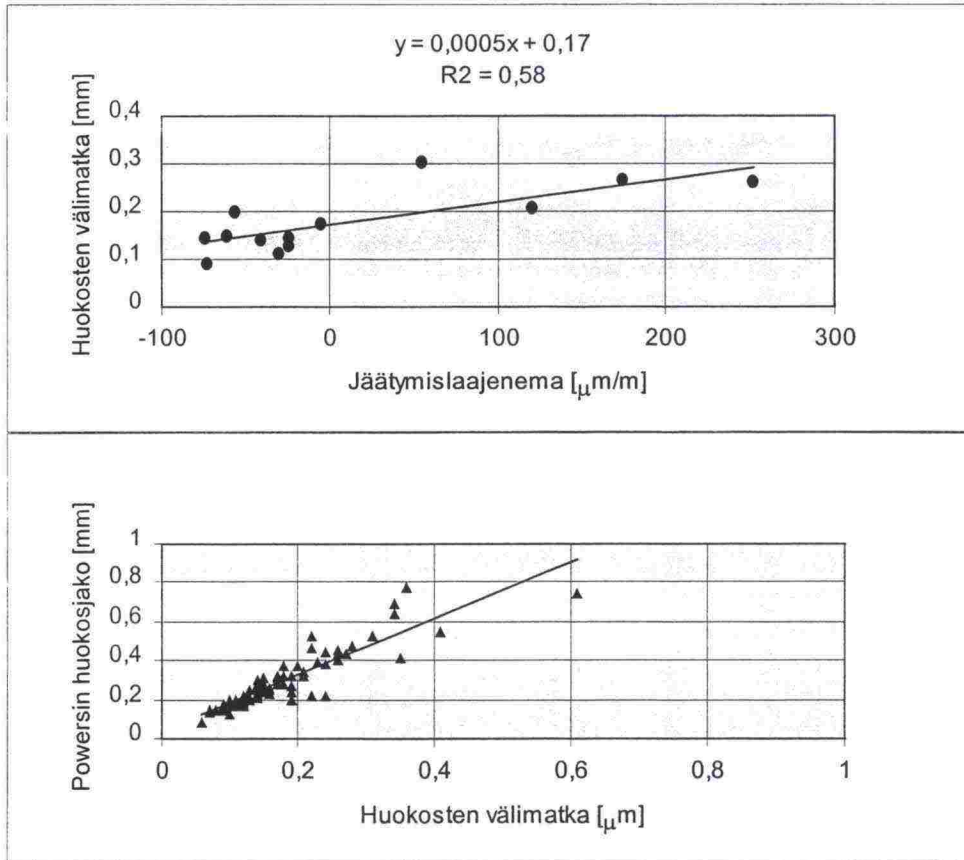 y = 0,0005x + 0,17
R2 = 0,58
Huokosten välimatka [mm]
0,4
0,3
0,2
0,1
0
-100 0 100 200 300
Jäätymislaajenema [μm/m]
Powersin huokosjako [mm]
1
0,8
0,6
0,4
0,2
0
0 0,2 0,4 0,6 0,8 1
Huokosten välimatka [μm]